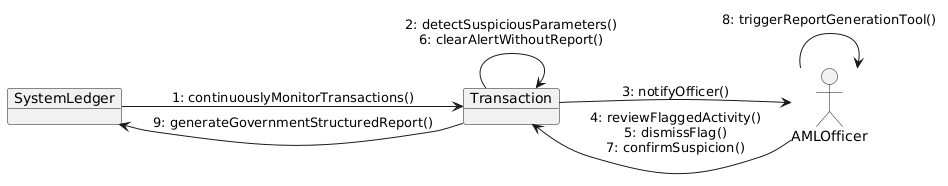 8: triggerReportGenerationTool()
2: detectSuspiciousParameters()
6: clearAlertWithoutReport()
SystemLedger
1: continuouslyMonitorTransactions()
Transaction
3: notifyOfficer()
9: generateGovernmentStructuredReport()
4: reviewFlaggedActivity()
5: dismissFlag()
7: confirmSuspicion()
AMLOfficer